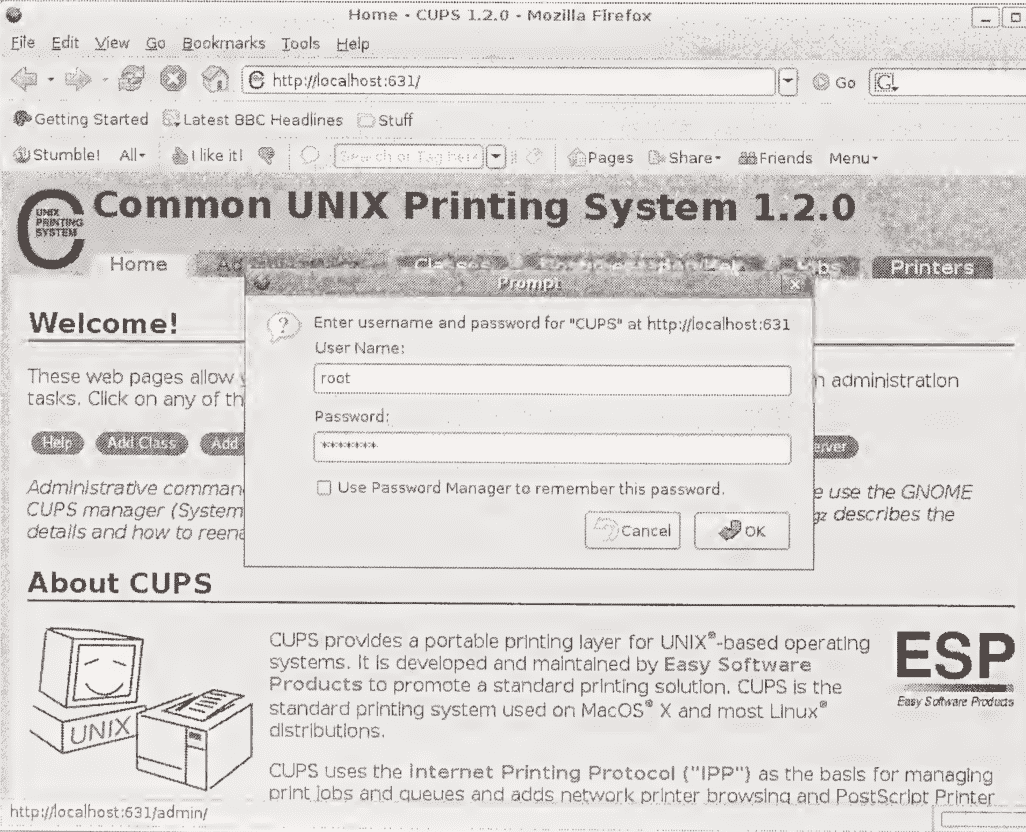 Home - CUPS 1.2.0 - Mozilla Firefox
File Edit View Go Bookmarks Tools Help
http://localhost:631/ Go
Getting Started Latest BBC Headlines Stuff
Stumble! All I like it! Search or Tag here Pages Share Friends Menu
UNIX
PRINTING
SYSTEM
Common UNIX Printing System 1.2.0
Home Printers
Prompt
Enter username and password for "CUPS" at http://localhost:631
User Name:
root
Password:
*******
Use Password Manager to remember this password.
Cancel OK
Welcome!
These web pages allow administration
tasks. Click on any of th
Help Add Class Add erver
Administrative comman e use the GNOME
CUPS manager (System gz describes the
details and how to reena
About CUPS
UNIX
CUPS provides a portable printing layer for UNIX®-based operating
systems. It is developed and maintained by Easy Software
Products to promote a standard printing solution. CUPS is the
standard printing system used on MacOS® X and most Linux®
distributions.
ESP
Easy Software Products
CUPS uses the Internet Printing Protocol ("IPP") as the basis for managing
print jobs and queues and adds network printer browsing and PostScript Printer
http://localhost:631/admin/